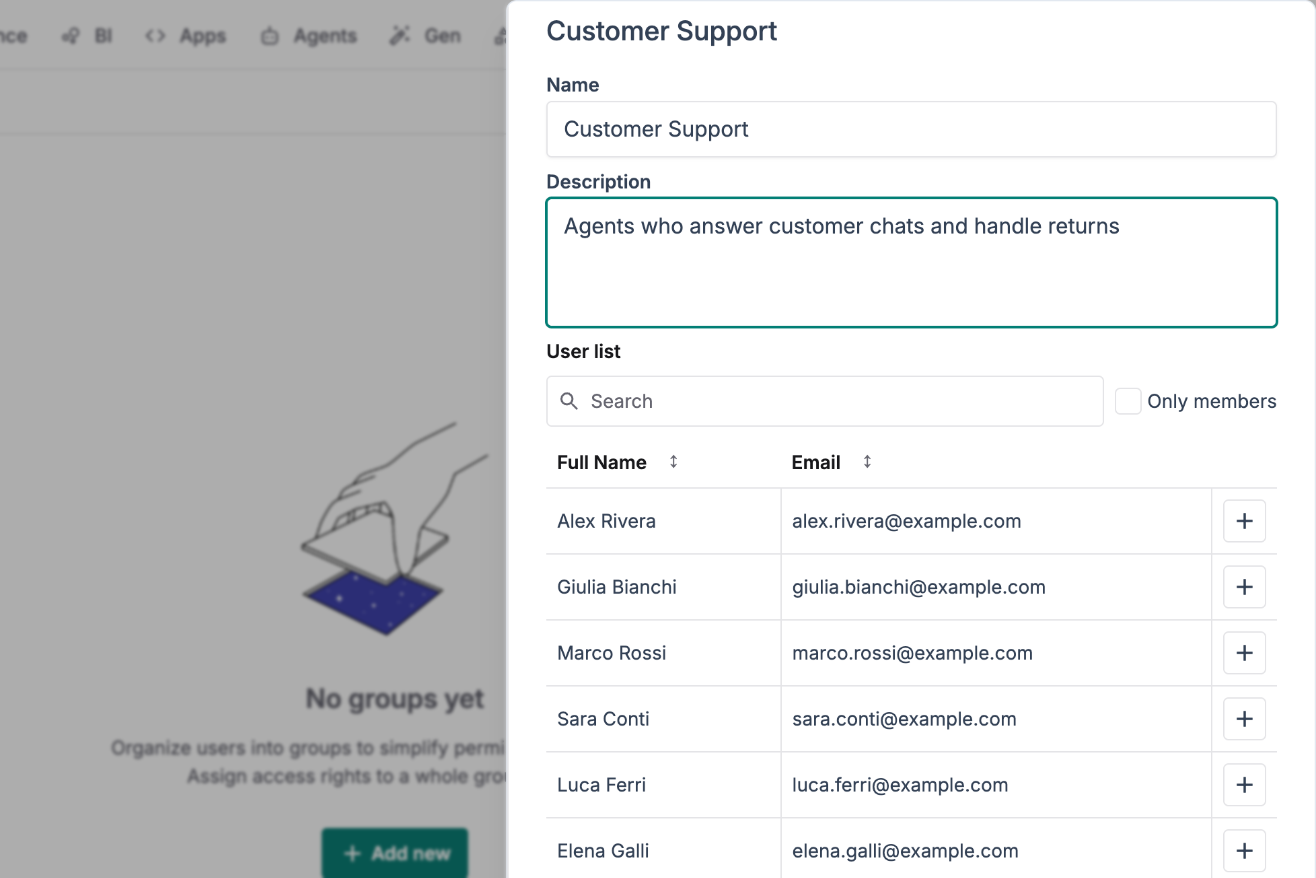 nce BI Apps Agents Gen
Customer Support
Name
Customer Support
Description
Agents who answer customer chats and handle returns
User list
Search
Only members
Full Name Email
Alex Rivera alex.rivera@example.com
Giulia Bianchi giulia.bianchi@example.com
Marco Rossi marco.rossi@example.com
Sara Conti sara.conti@example.com
Luca Ferri luca.ferri@example.com
Elena Galli elena.galli@example.com
No groups yet
Organize users into groups to simplify permi
Assign access rights to a whole gro
Add new